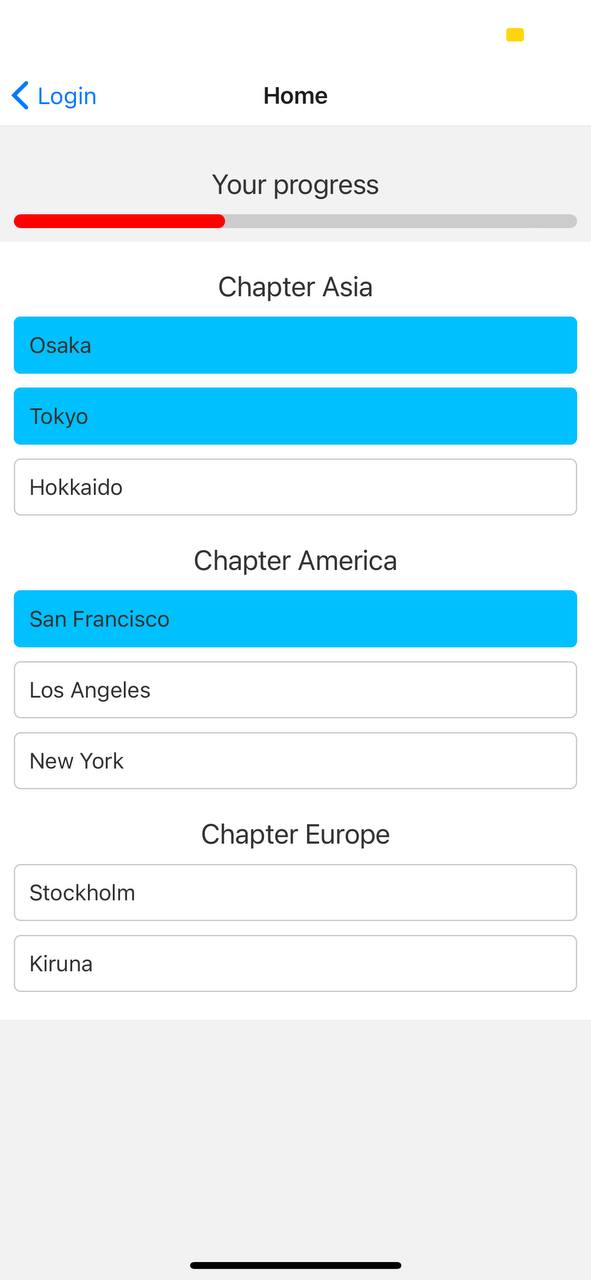 Login
Home
Your progress
Chapter Asia
Osaka
Tokyo
Hokkaido
Chapter America
San Francisco
Los Angeles
New York
Chapter Europe
Stockholm
Kiruna